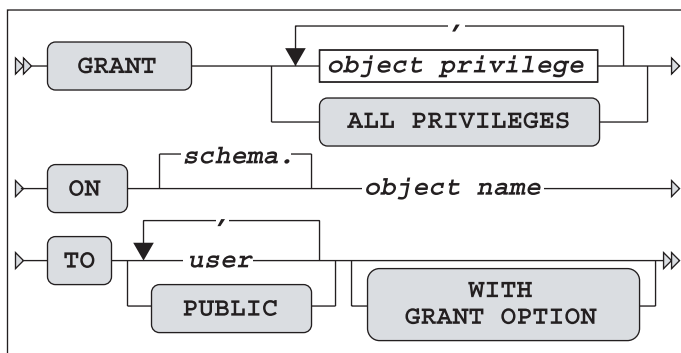 ,
GRANT object privilege
ALL PRIVILEGES
schema.
ON object name
,
TO user
PUBLIC
WITH
GRANT OPTION